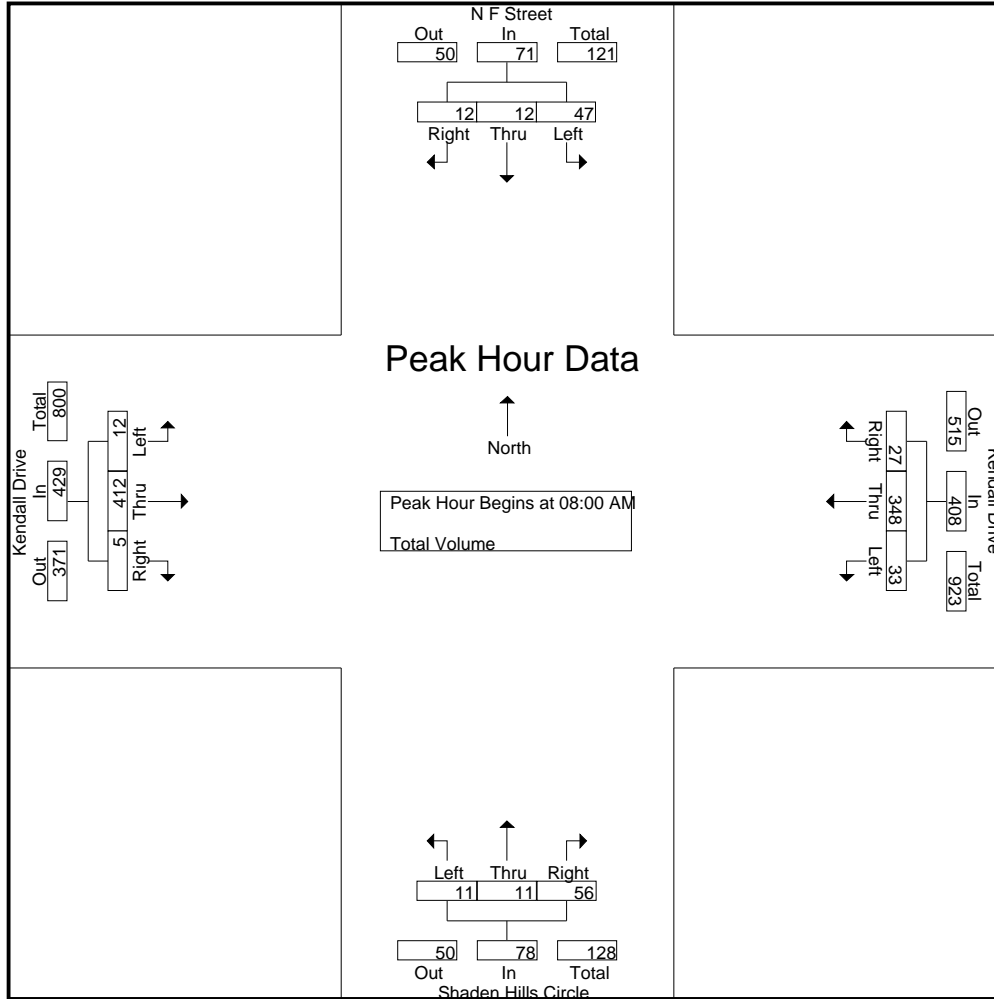 N F Street
Out In Total
50 71 121
12 12 47
Right Thru Left
Peak Hour Data
North
Peak Hour Begins at 08:00 AM
Total Volume
Kendall Drive
Total In Out
800 429 371
12 412 5
Left Thru Right
Kendall Drive
Out In Total
515 408 923
27 348 33
Right Thru Left
Left Thru Right
11 11 56
50 78 128
Out In Total
Shaden Hills Circle